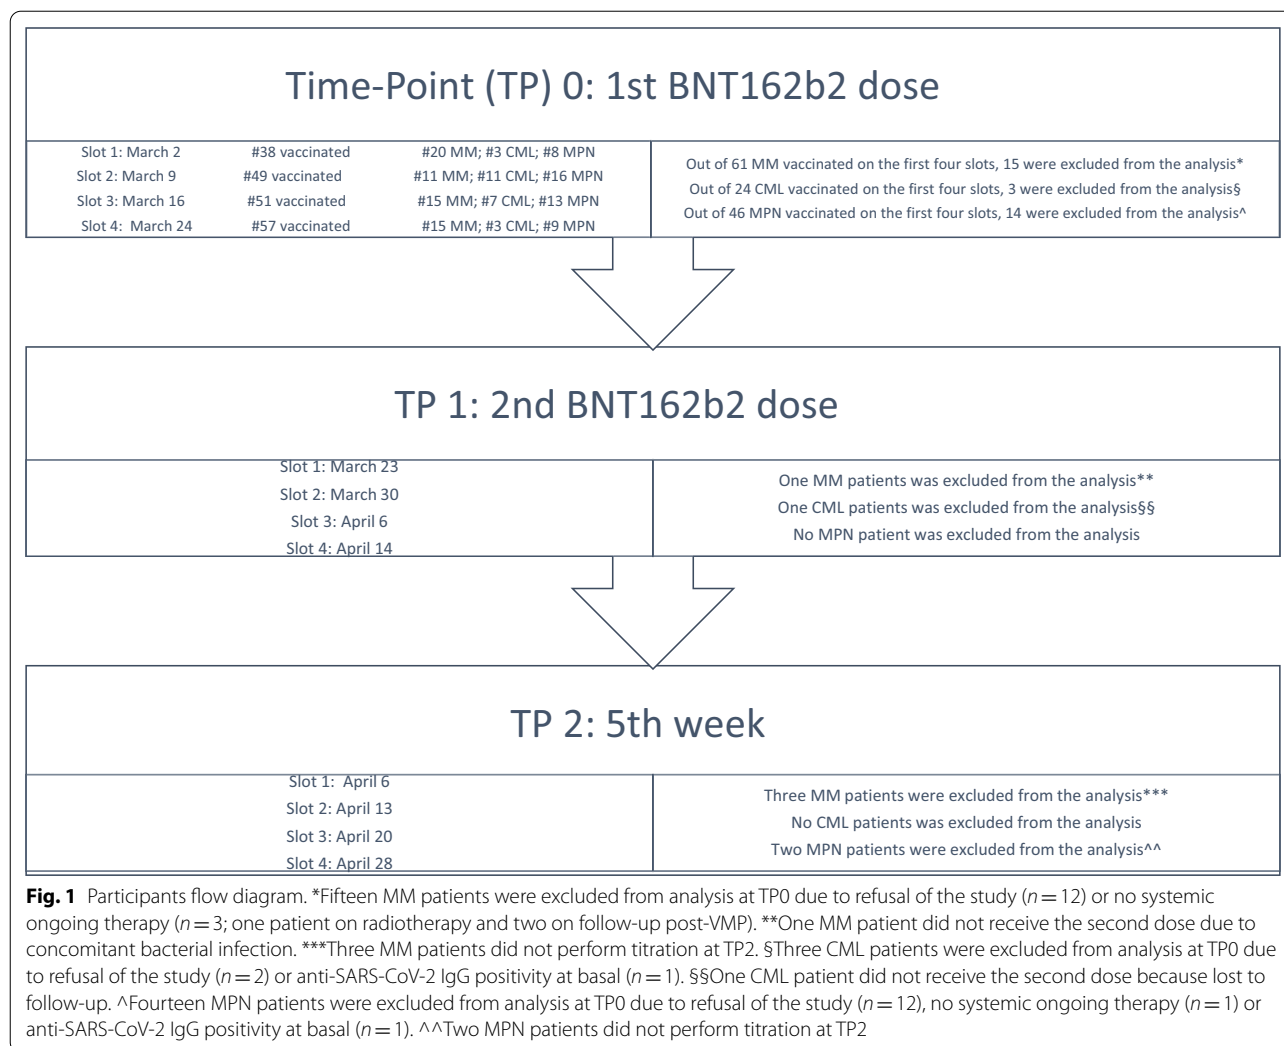 Time-Point (TP) 0: 1st BNT162b2 dose
Slot 1: March 2 #38 vaccinated #20 MM; #3 CML; #8 MPN
Slot 2: March 9 #49 vaccinated #11 MM; #11 CML; #16 MPN
Slot 3: March 16 #51 vaccinated #15 MM; #7 CML; #13 MPN
Slot 4: March 24 #57 vaccinated #15 MM; #3 CML; #9 MPN
Out of 61 MM vaccinated on the first four slots, 15 were excluded from the analysis*
Out of 24 CML vaccinated on the first four slots, 3 were excluded from the analysis§
Out of 46 MPN vaccinated on the first four slots, 14 were excluded from the analysis^
TP 1: 2nd BNT162b2 dose
Slot 1: March 23
Slot 2: March 30
Slot 3: April 6
Slot 4: April 14
One MM patients was excluded from the analysis**
One CML patients was excluded from the analysis§§
No MPN patient was excluded from the analysis
TP 2: 5th week
Slot 1: April 6
Slot 2: April 13
Slot 3: April 20
Slot 4: April 28
Three MM patients were excluded from the analysis***
No CML patients was excluded from the analysis
Two MPN patients were excluded from the analysis^^
Fig. 1 Participants flow diagram. *Fifteen MM patients were excluded from analysis at TP0 due to refusal of the study (n = 12) or no systemic
ongoing therapy (n = 3; one patient on radiotherapy and two on follow-up post-VMP). **One MM patient did not receive the second dose due to
concomitant bacterial infection. ***Three MM patients did not perform titration at TP2. §Three CML patients were excluded from analysis at TP0 due
to refusal of the study (n = 2) or anti-SARS-CoV-2 IgG positivity at basal (n = 1). §§One CML patient did not receive the second dose because lost to
follow-up. ^Fourteen MPN patients were excluded from analysis at TP0 due to refusal of the study (n = 12), no systemic ongoing therapy (n = 1) or
anti-SARS-CoV-2 IgG positivity at basal (n = 1). ^^Two MPN patients did not perform titration at TP2